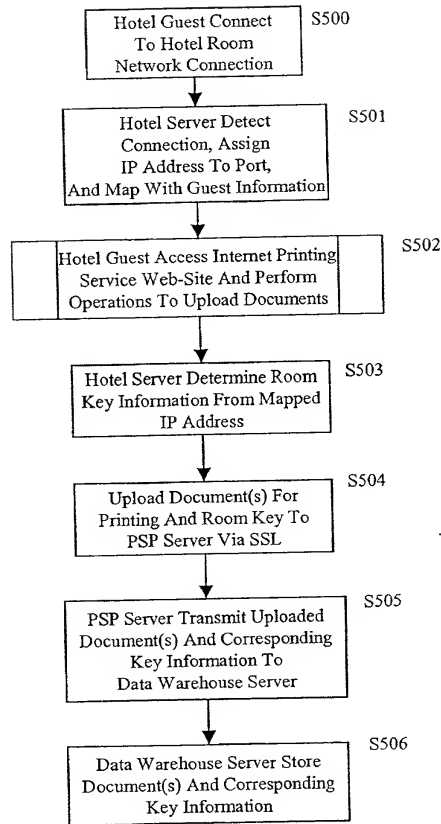 Hotel Guest Connect
To Hotel Room
Network Connection
S500
Hotel Server Detect
Connection, Assign
IP Address To Port,
And Map With Guest Information
S501
Hotel Guest Access Internet Printing
Service Web-Site And Perform
Operations To Upload Documents
S502
Hotel Server Determine Room
Key Information From Mapped
IP Address
S503
Upload Document(s) For
Printing And Room Key To
PSP Server Via SSL
S504
PSP Server Transmit Uploaded
Document(s) And Corresponding
Key Information To
Data Warehouse Server
S505
Data Warehouse Server Store
Document(s) And Corresponding
Key Information
S506